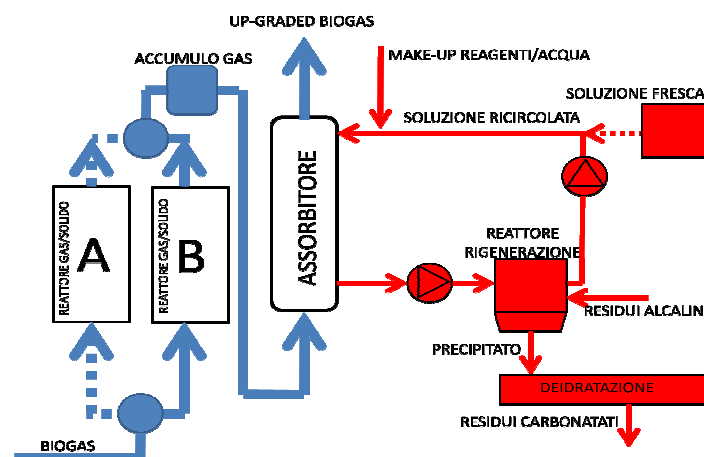 UP-GRADED BIOGAS
ACCUMULO GAS
MAKE-UP REAGENTI/ACQUA
SOLUZIONE FRESCA
SOLUZIONE RICIRCOLATA
REATTORE GAS/SOLIDO
A
REATTORE GAS/SOLIDO
B
ASSORBITORE
REATTORE
RIGENERAZIONE
RESIDUI ALCALIN
PRECIPITATO
DEIDRATAZIONE
RESIDUI CARBONATATI
BIOGAS